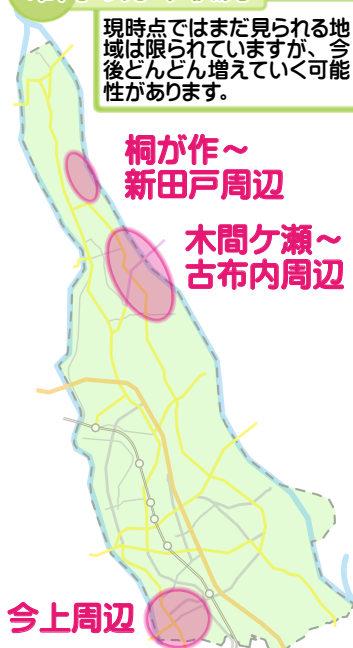 現時点ではまだ見られる地
域は限られていますが、今
後どんどん増えていく可能
性があります。
桐が作～
新田戸周辺
木間ケ瀬～
古布内周辺
今上周辺